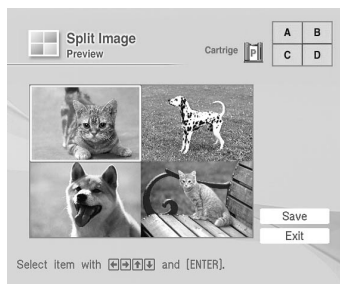 Split Image
Preview
Cartrige P
A B
C D
Save
Exit
Select item with ←→↑↓ and [ENTER].